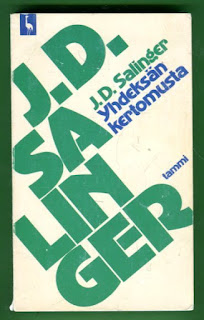 J.D.
SA
LIN
GER
J.D. Salinger
Yhdeksän
kertomusta
tammi